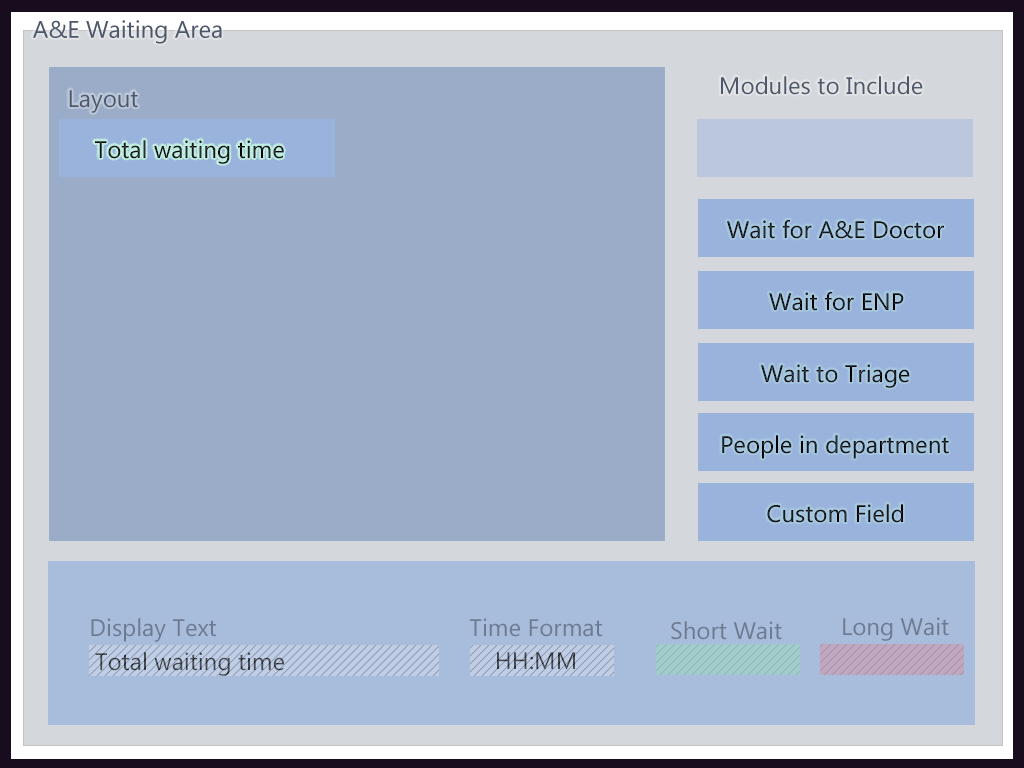 A&E Waiting Area
Layout
Total waiting time
Modules to Include
Wait for A&E Doctor
Wait for ENP
Wait to Triage
People in department
Custom Field
Display Text
Total waiting time
Time Format
HH:MM
Short Wait
Long Wait